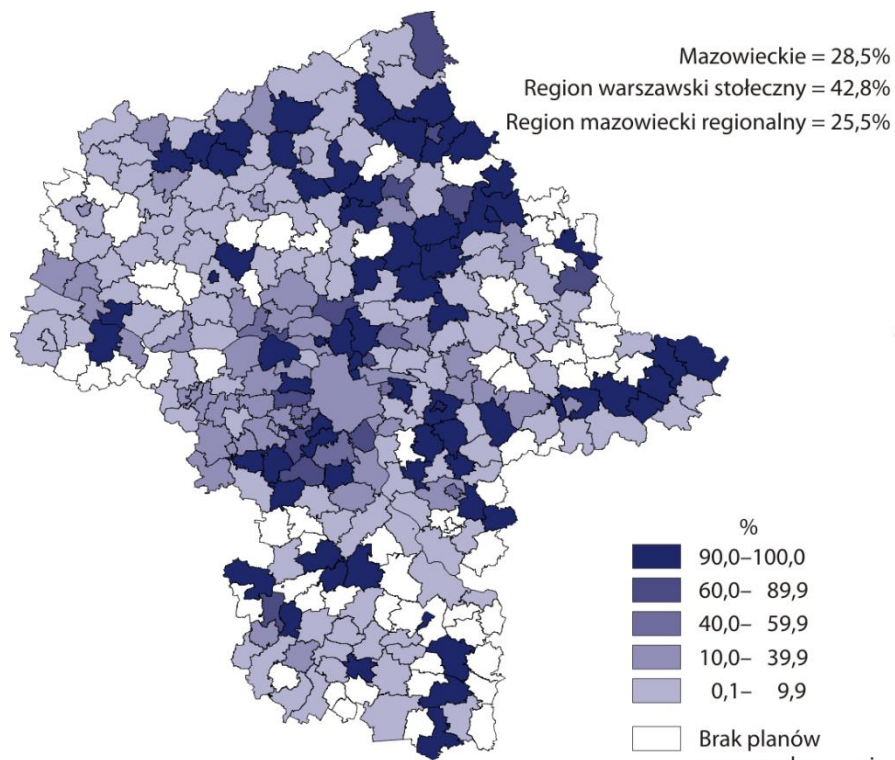 Mazowieckie = 28,5%
Region warszawski stołeczny = 42,8%
Region mazowiecki regionalny = 25,5%
%
90,0–100,0
60,0– 89,9
40,0– 59,9
10,0– 39,9
0,1– 9,9
Brak planów